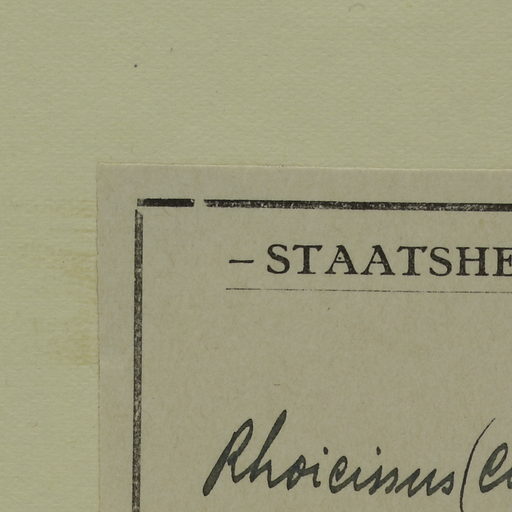 – STAATSHE
Rhoicissus (C